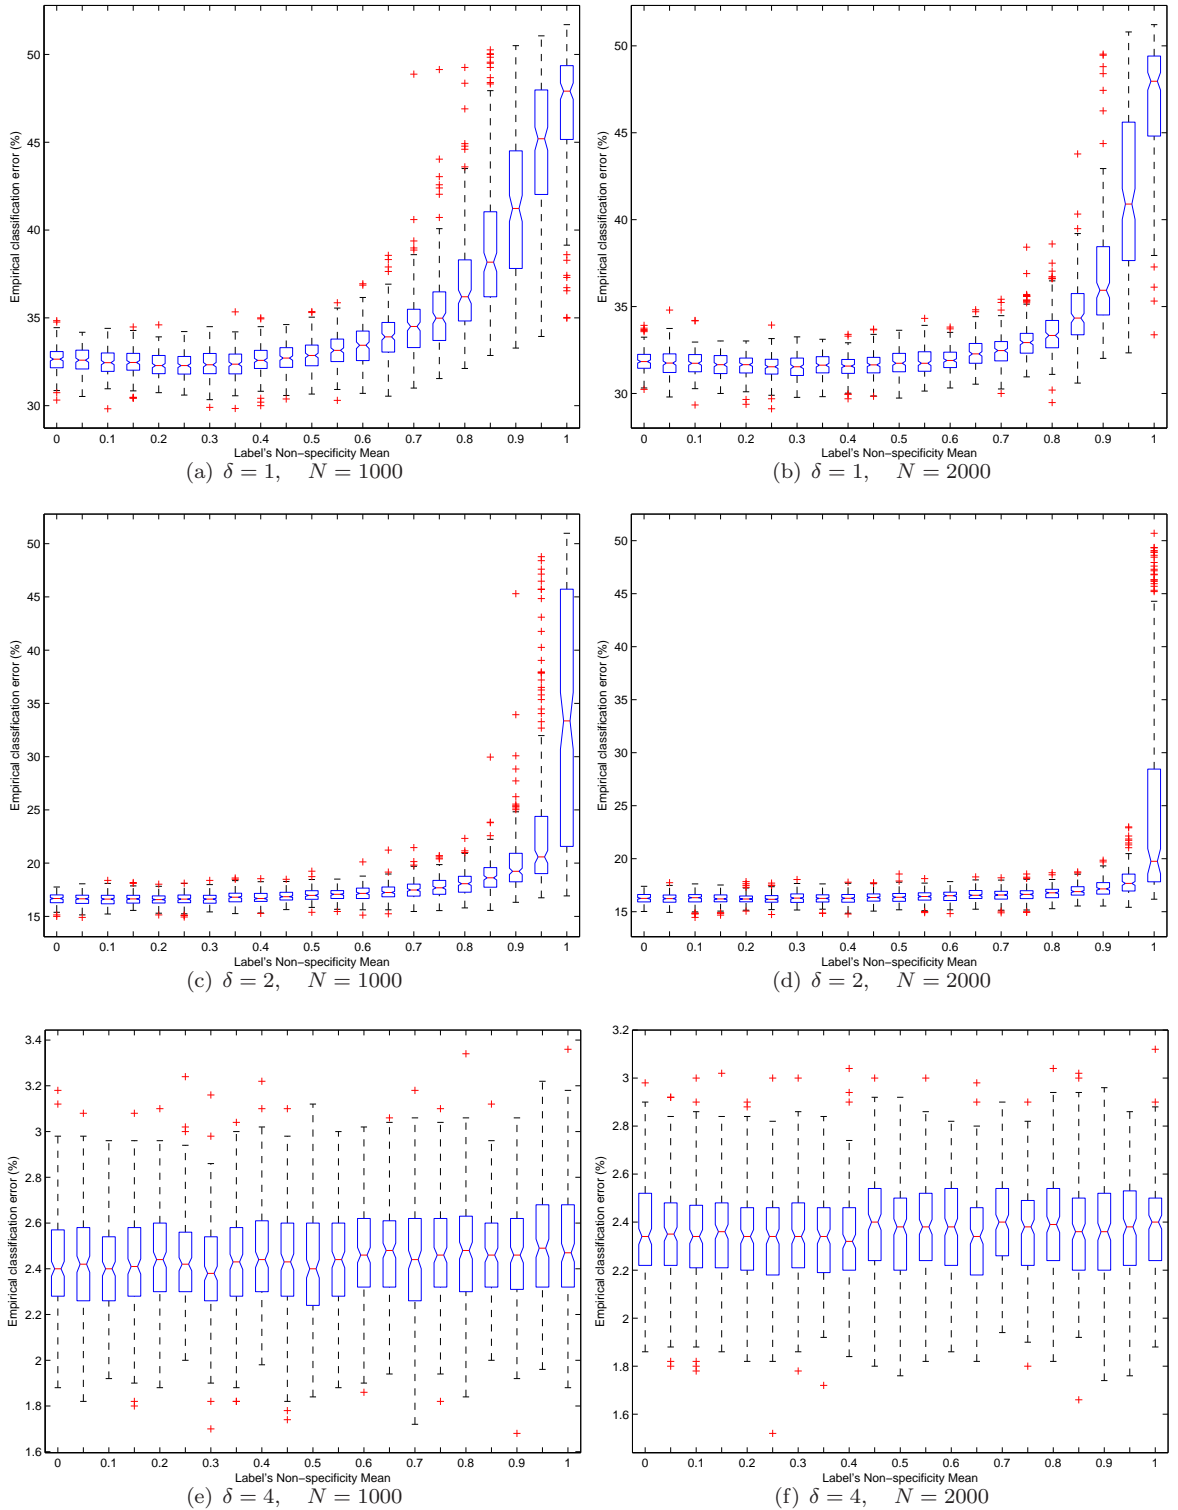 50
45
40
35
30
Empirical classification error (%)
0 0.1 0.2 0.3 0.4 0.5 0.6 0.7 0.8 0.9 1
Label's Non−specificity Mean
(a) δ = 1, N = 1000
50
45
40
35
30
Empirical classification error (%)
0 0.1 0.2 0.3 0.4 0.5 0.6 0.7 0.8 0.9 1
Label's Non−specificity Mean
(b) δ = 1, N = 2000
50
45
40
35
30
25
20
15
Empirical classification error (%)
0 0.1 0.2 0.3 0.4 0.5 0.6 0.7 0.8 0.9 1
Label's Non−specificity Mean
(c) δ = 2, N = 1000
50
45
40
35
30
25
20
15
Empirical classification error (%)
0 0.1 0.2 0.3 0.4 0.5 0.6 0.7 0.8 0.9 1
Label's Non−specificity Mean
(d) δ = 2, N = 2000
3.4
3.2
3
2.8
2.6
2.4
2.2
2
1.8
1.6
Empirical classification error (%)
0 0.1 0.2 0.3 0.4 0.5 0.6 0.7 0.8 0.9 1
Label's Non−specificity Mean
(e) δ = 4, N = 1000
3.2
3
2.8
2.6
2.4
2.2
2
1.8
1.6
Empirical classification error (%)
0 0.1 0.2 0.3 0.4 0.5 0.6 0.7 0.8 0.9 1
Label's Non−specificity Mean
(f) δ = 4, N = 2000